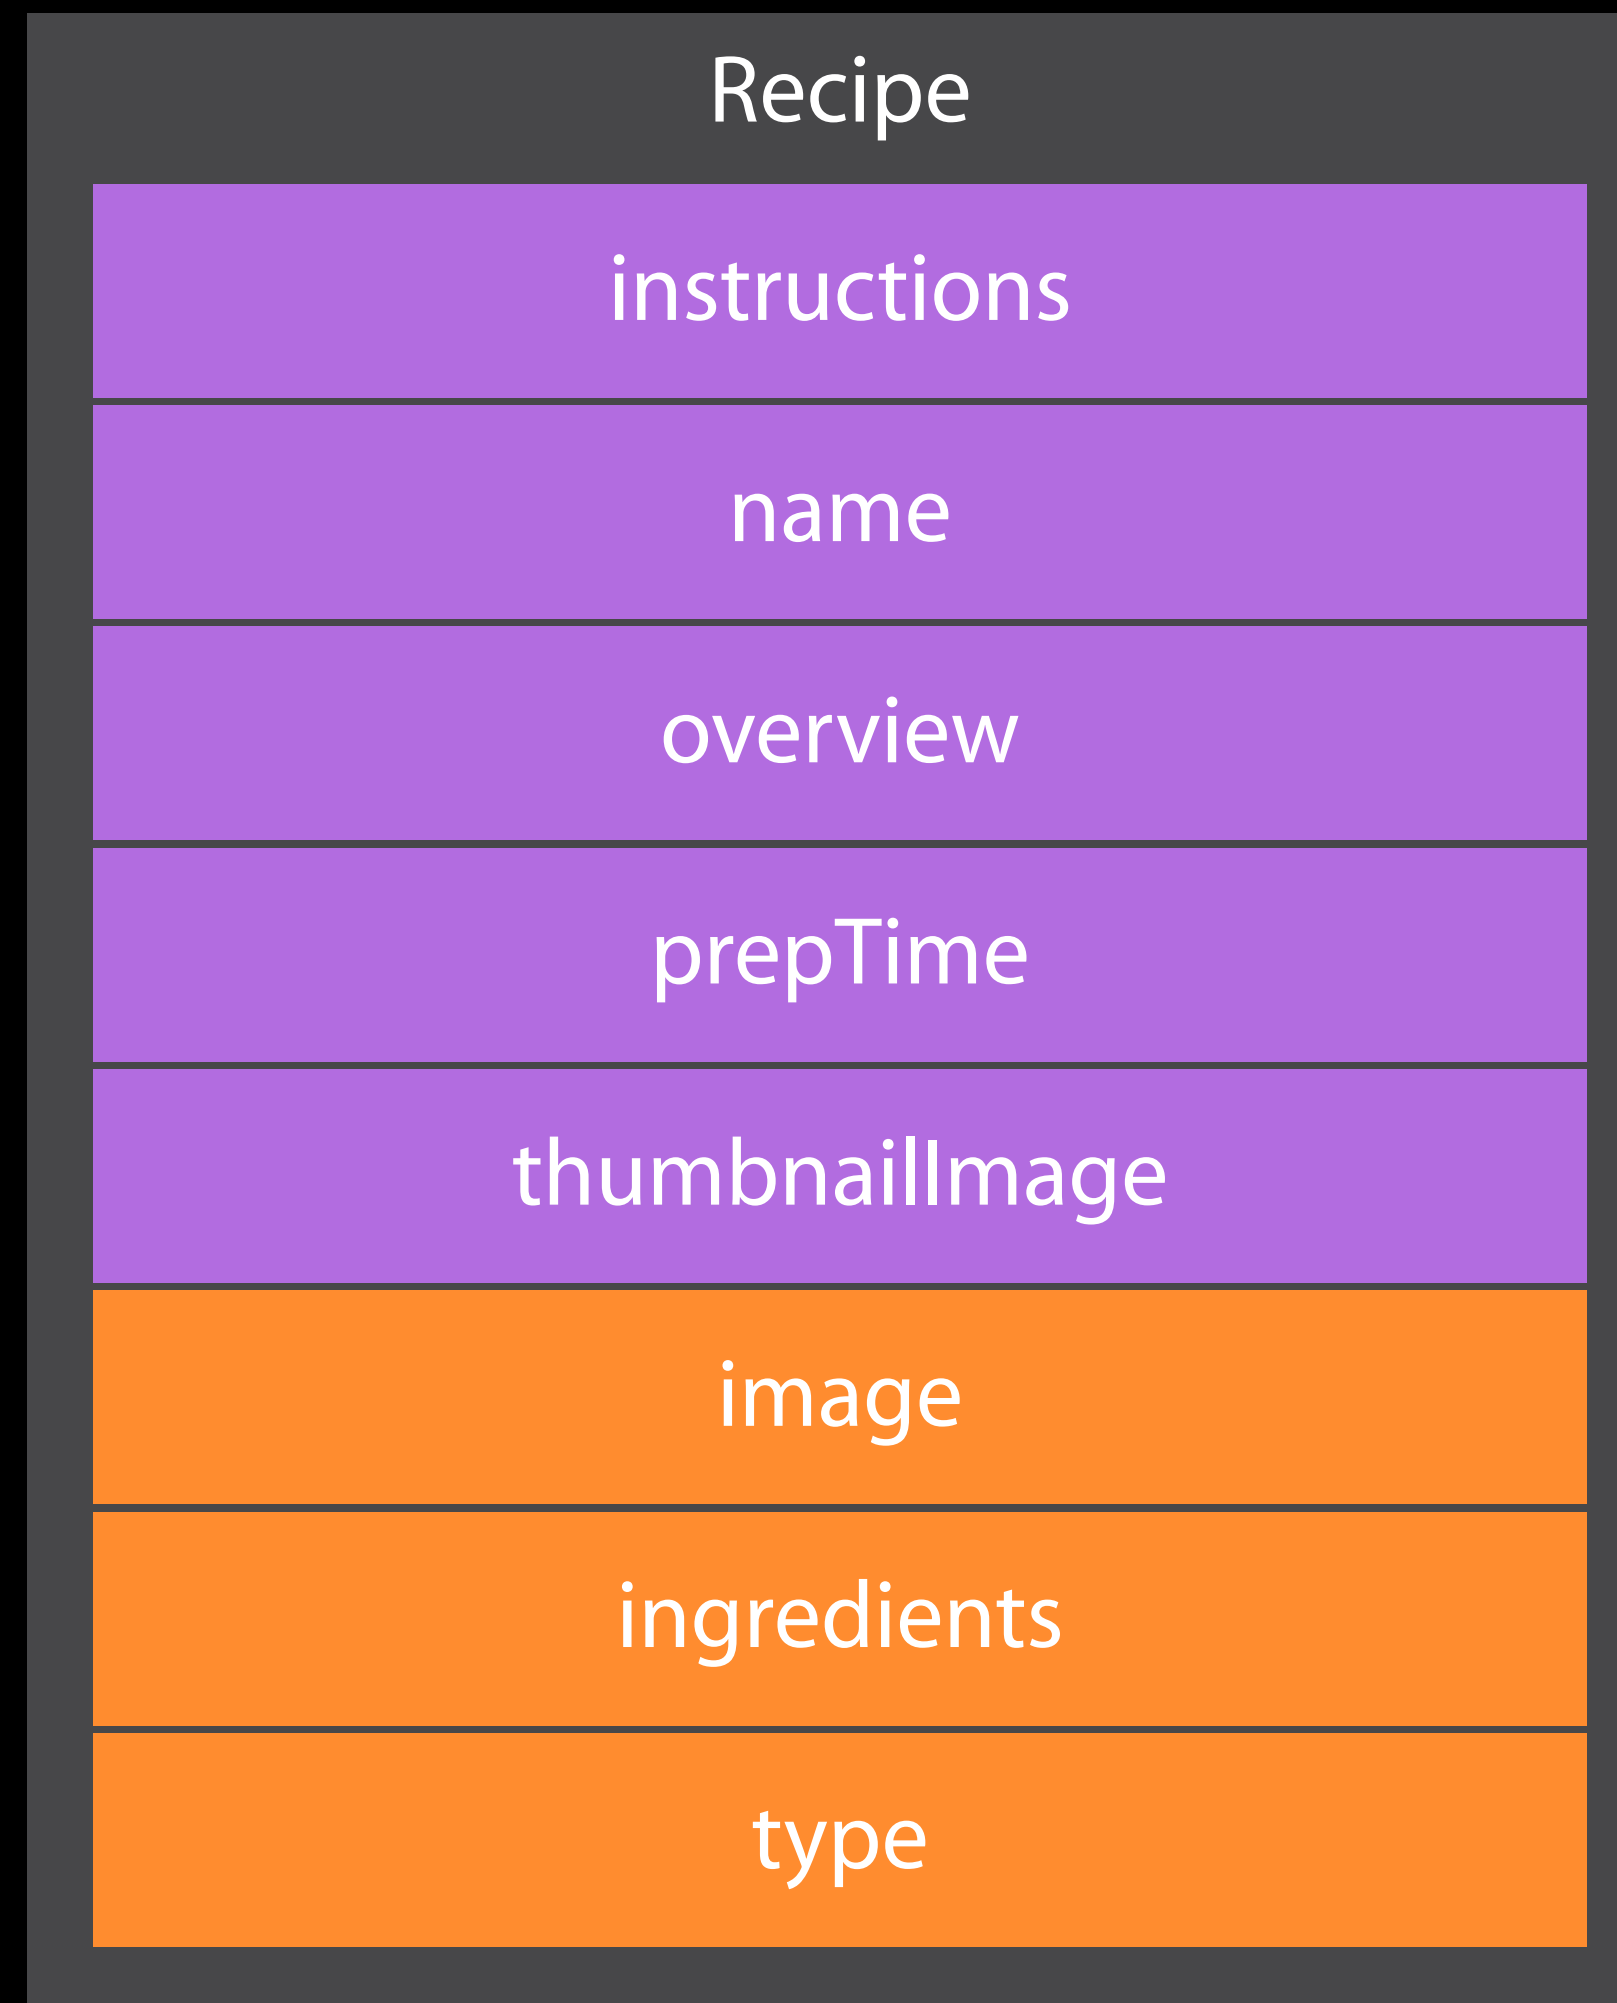 Recipe
instructions
name
overview
prepTime
thumbnailImage
image
ingredients
type